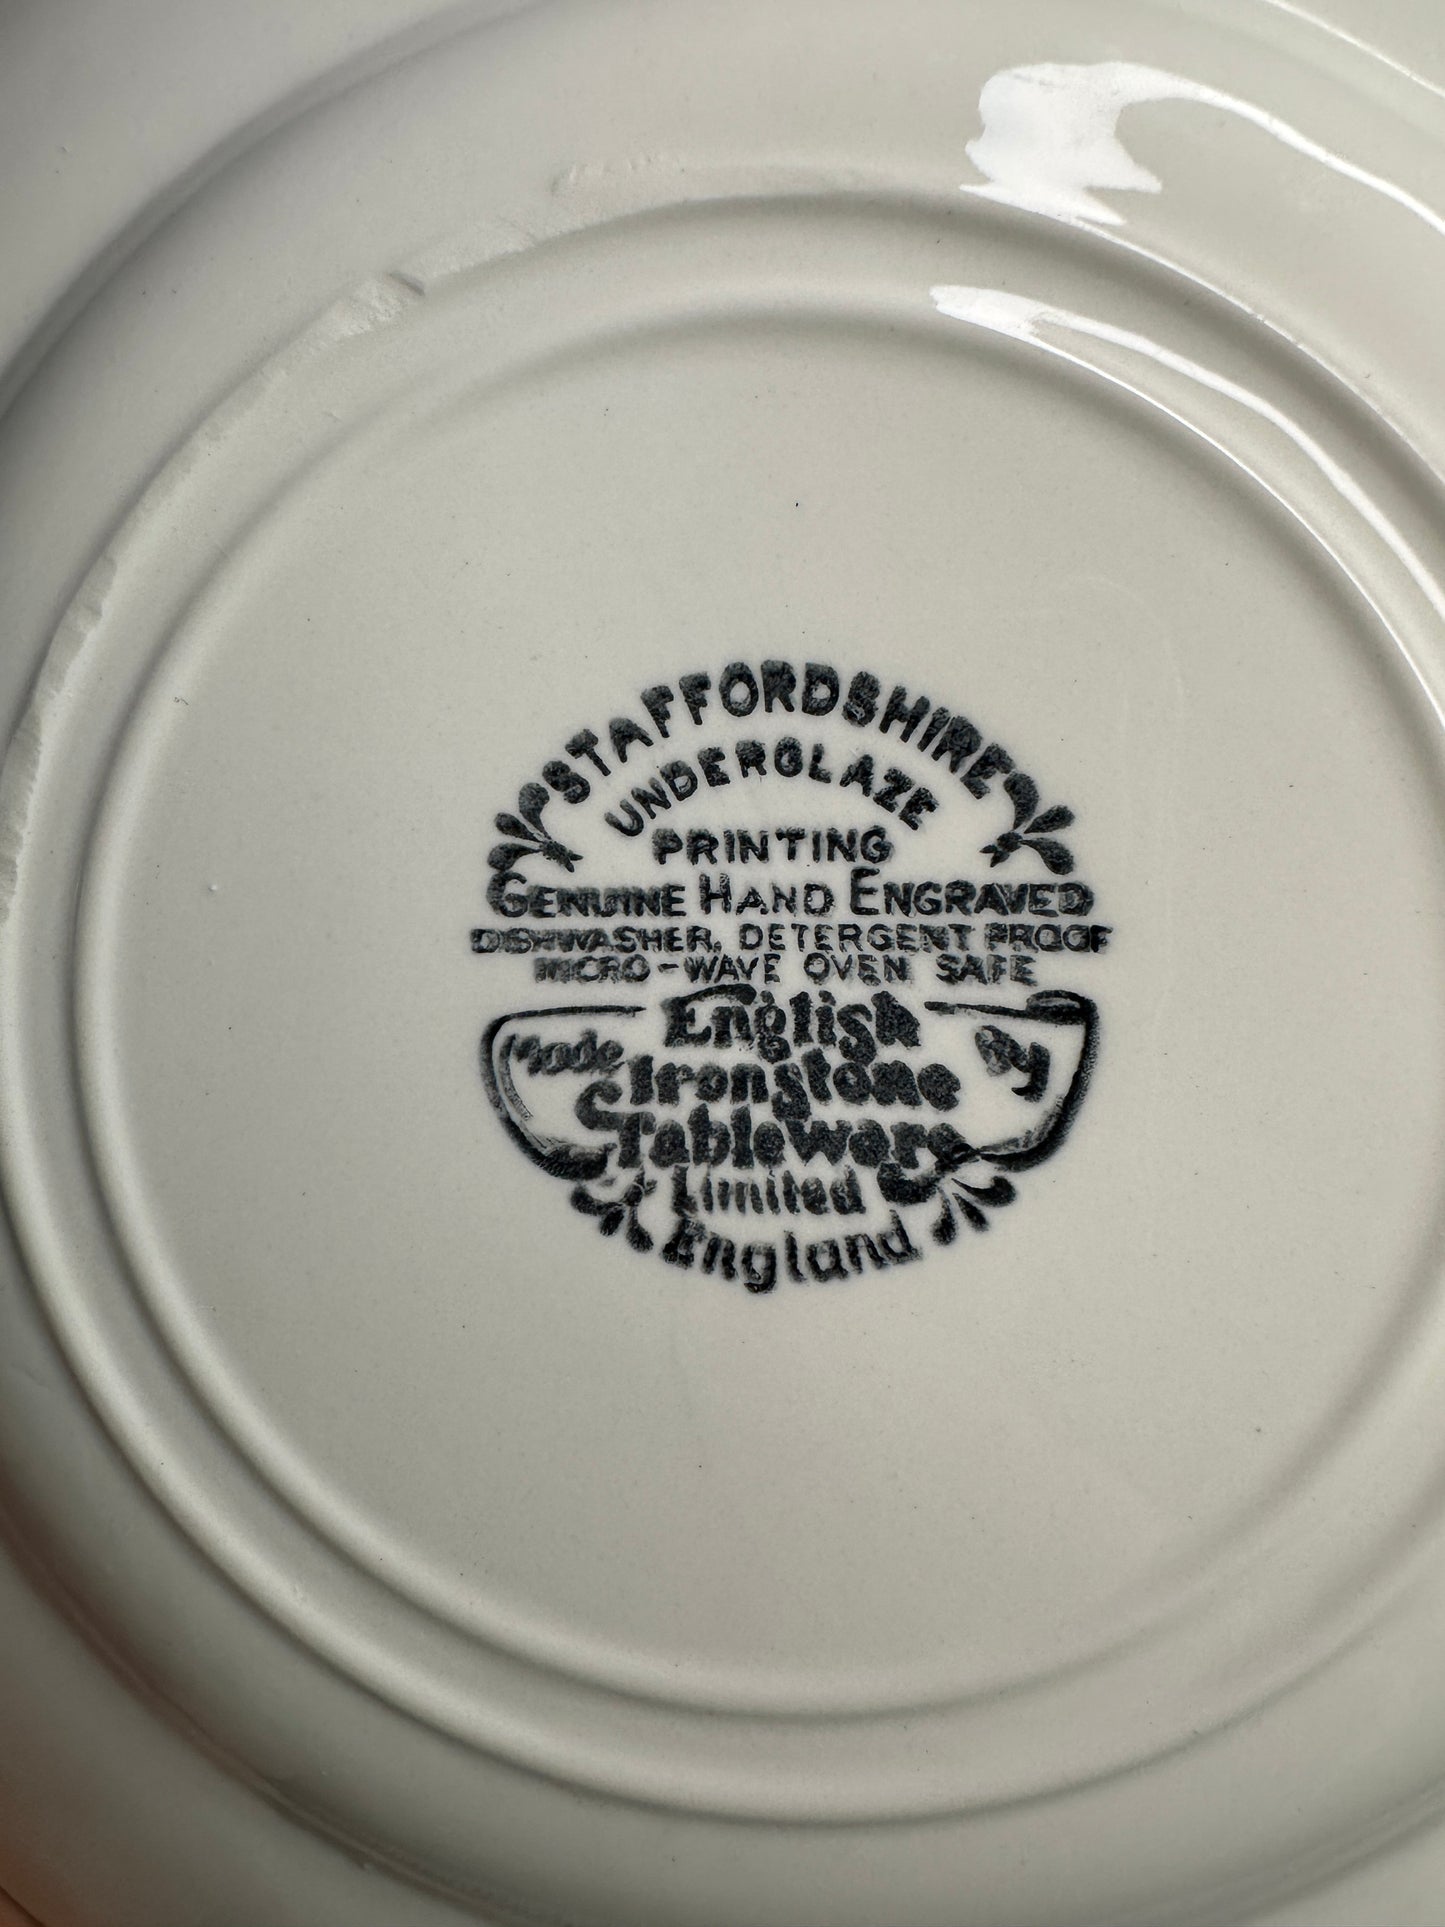 STAFFORDSHIRE
UNDERGLAZE
PRINTING
GENUINE HAND ENGRAVED
DISHWASHER, DETERGENT PROOF
MICRO-WAVE OVEN SAFE
Made English By
Ironstone
Tableware
Limited
England